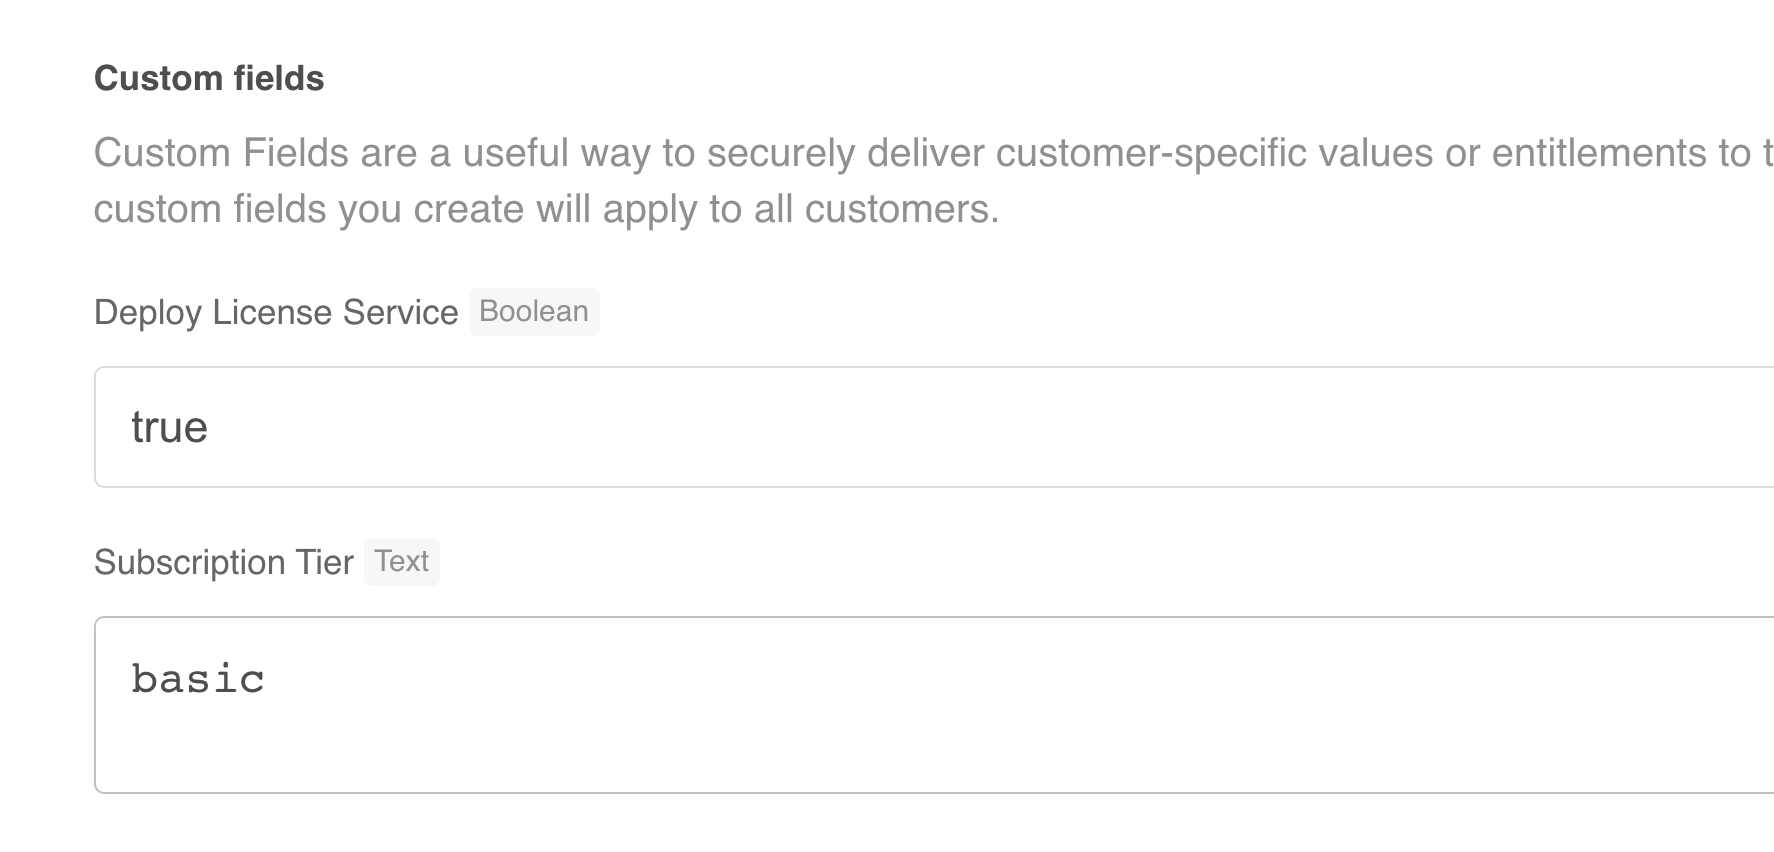 Custom fields
Custom Fields are a useful way to securely deliver customer-specific values or entitlements to t
custom fields you create will apply to all customers.
Deploy License Service Boolean
true
Subscription Tier Text
basic